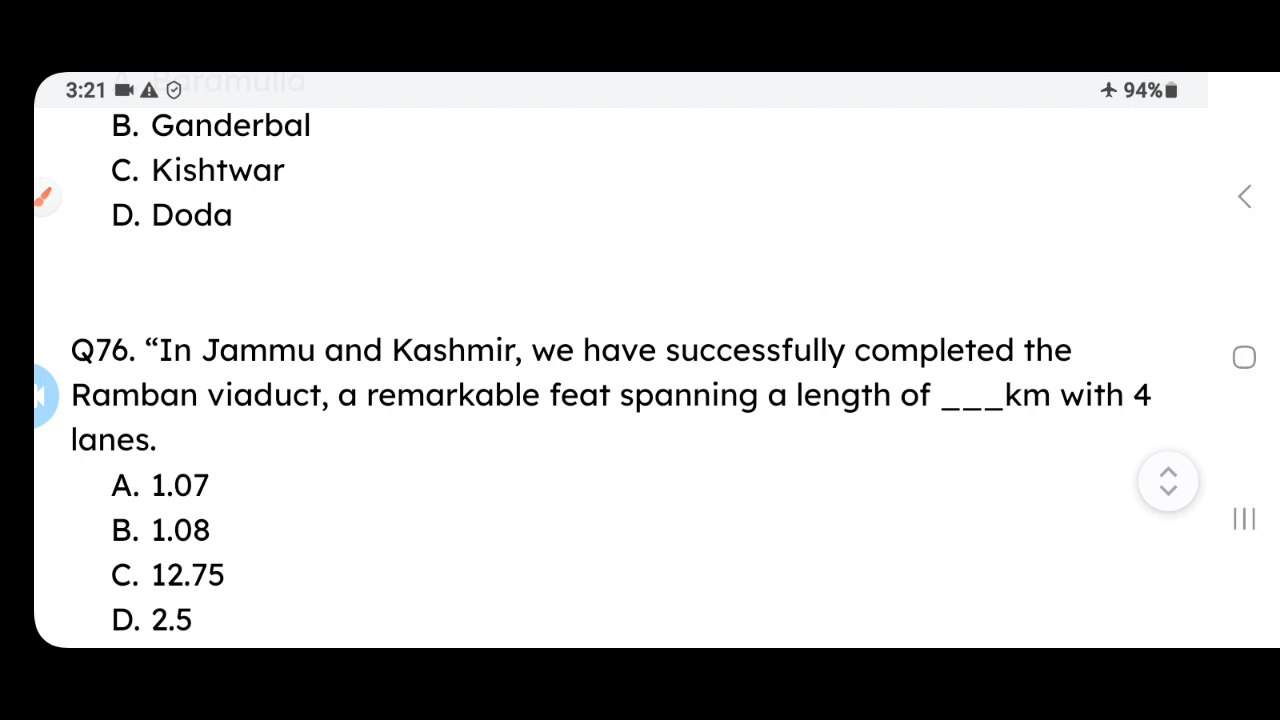 3:21
94%
A. Baramulla
B. Ganderbal
C. Kishtwar
D. Doda
Q76. “In Jammu and Kashmir, we have successfully completed the
Ramban viaduct, a remarkable feat spanning a length of ___km with 4
lanes.
A. 1.07
B. 1.08
C. 12.75
D. 2.5